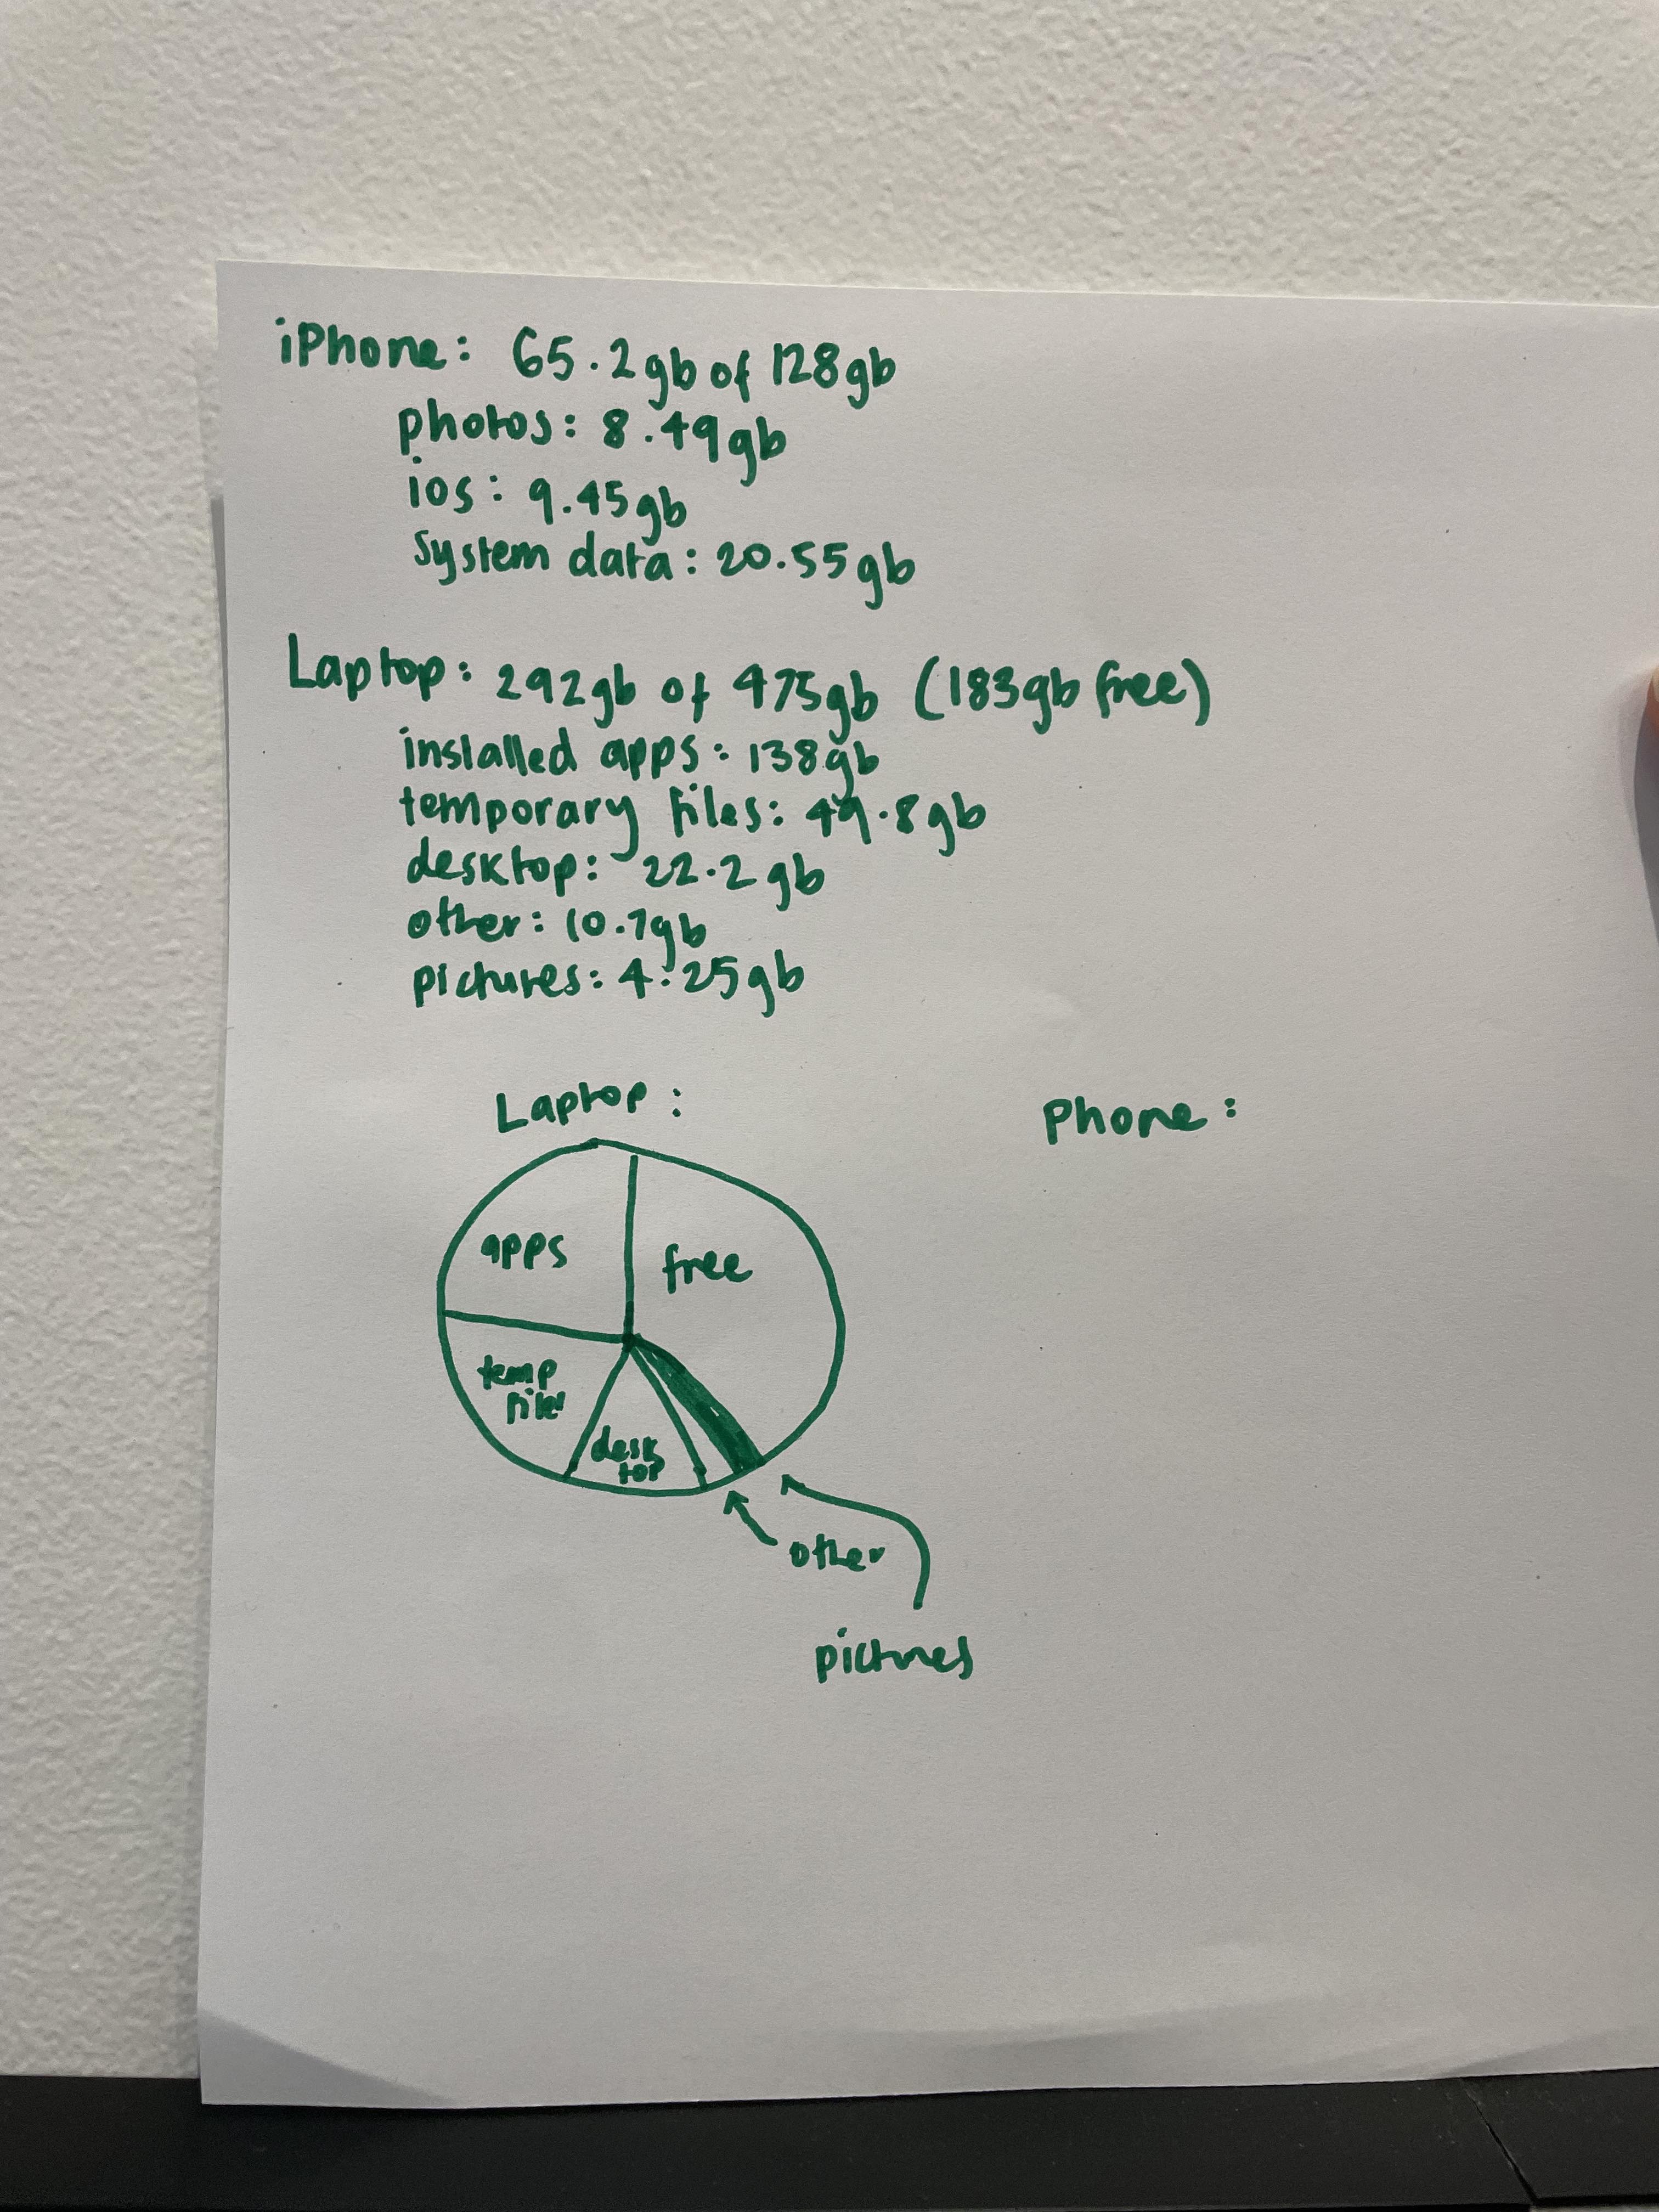 iPhone: 65.2gb of 128gb
photos: 8.49gb
ios: 9.45gb
System data: 20.55gb
Laptop: 292gb of 475gb (183gb free)
installed apps: 138gb
temporary files: 49.8gb
desktop: 22.2gb
other: 10.7gb
pictures: 4.25gb
Laptop:
Phone:
apps
free
temp
files
desk
top
other
pictures